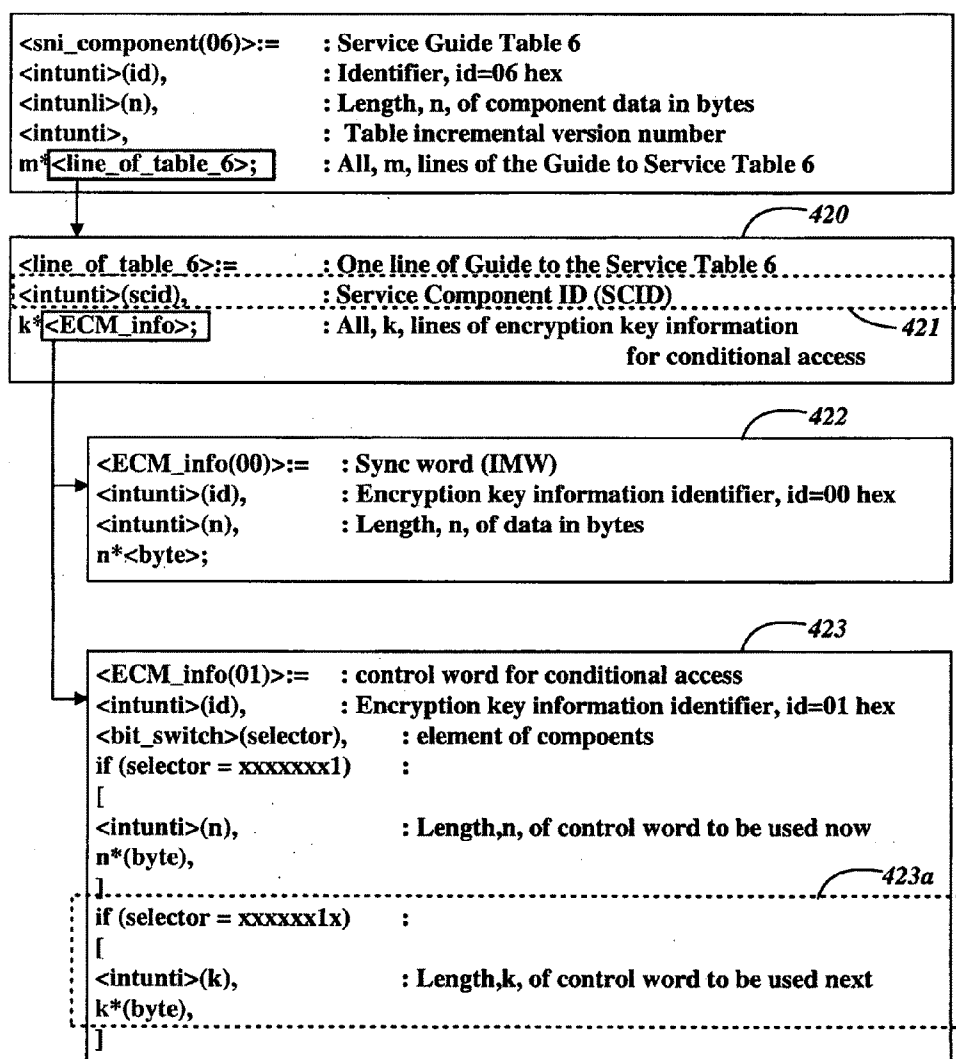 <sni_component(06)>:= : Service Guide Table 6
<intunti>(id), : Identifier, id=06 hex
<intunli>(n), : Length, n, of component data in bytes
<intunti>, : Table incremental version number
m*<line_of_table_6>; : All, m, lines of the Guide to Service Table 6
420
<line_of_table_6>:= : One line of Guide to the Service Table 6
<intunti>(scid), : Service Component ID (SCID)
k*<ECM_info>; : All, k, lines of encryption key information
421
for conditional access
422
<ECM_info(00)>:= : Sync word (IMW)
<intunti>(id), : Encryption key information identifier, id=00 hex
<intunti>(n), : Length, n, of data in bytes
n*<byte>;
423
<ECM_info(01)>:= : control word for conditional access
<intunti>(id), : Encryption key information identifier, id=01 hex
<bit_switch>(selector), : element of compoents
if (selector = xxxxxxx1) :
[
<intunti>(n), : Length,n, of control word to be used now
n*(byte),
]
423a
if (selector = xxxxxx1x) :
[
<intunti>(k), : Length,k, of control word to be used next
k*(byte),
]